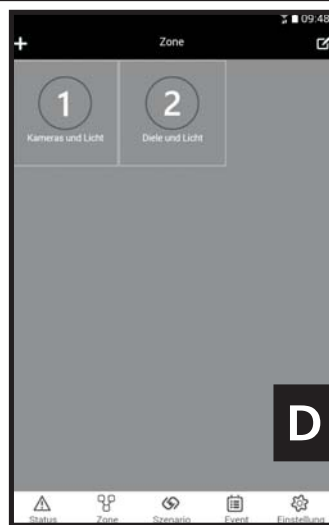 09:48
+ Zone
1 2
Kameras und Licht Diele und Licht
D
Status Zone Szenario Event Einstellung